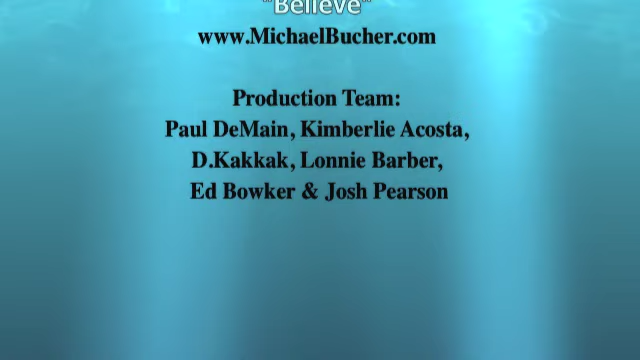 "Believe"
www.MichaelBucher.com
Production Team:
Paul DeMain, Kimberlie Acosta,
D.Kakkak, Lonnie Barber,
Ed Bowker & Josh Pearson